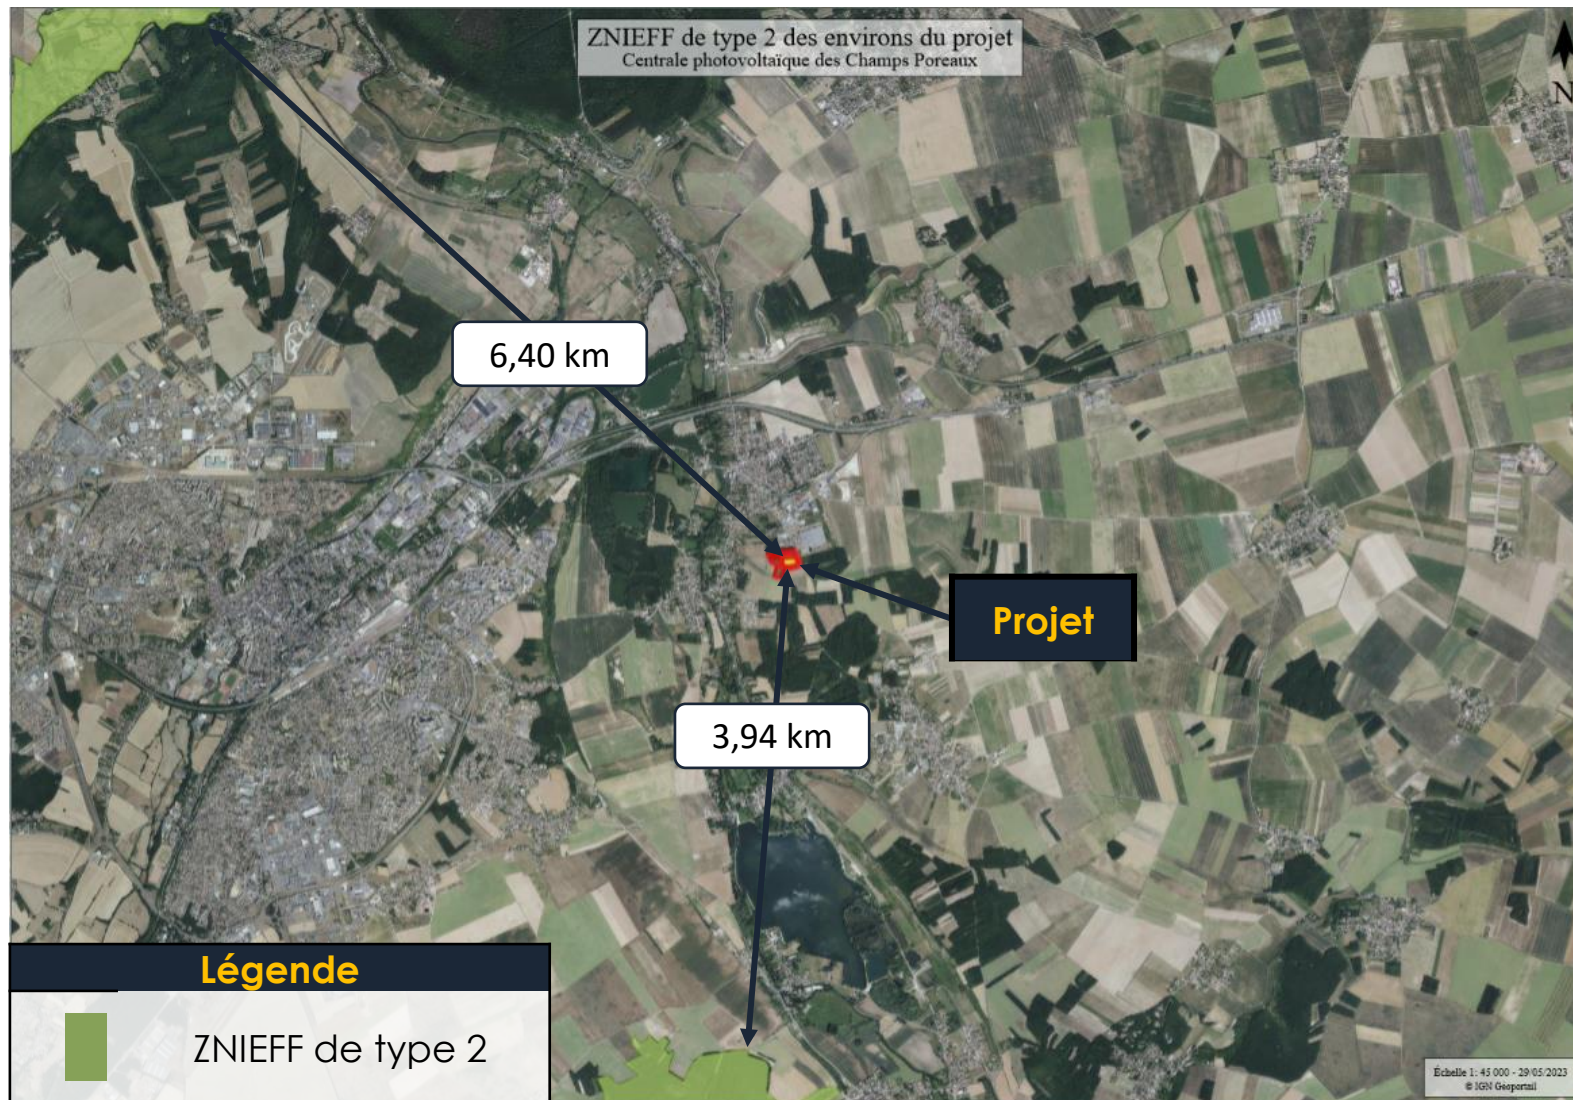 ZNIEFF de type 2 des environs du projet
Centrale photovoltaïque des Champs Poreaux
N
6,40 km
Projet
3,94 km
Légende
ZNIEFF de type 2
Échelle 1: 45 000 - 29/05/2023
© IGN Géoportail